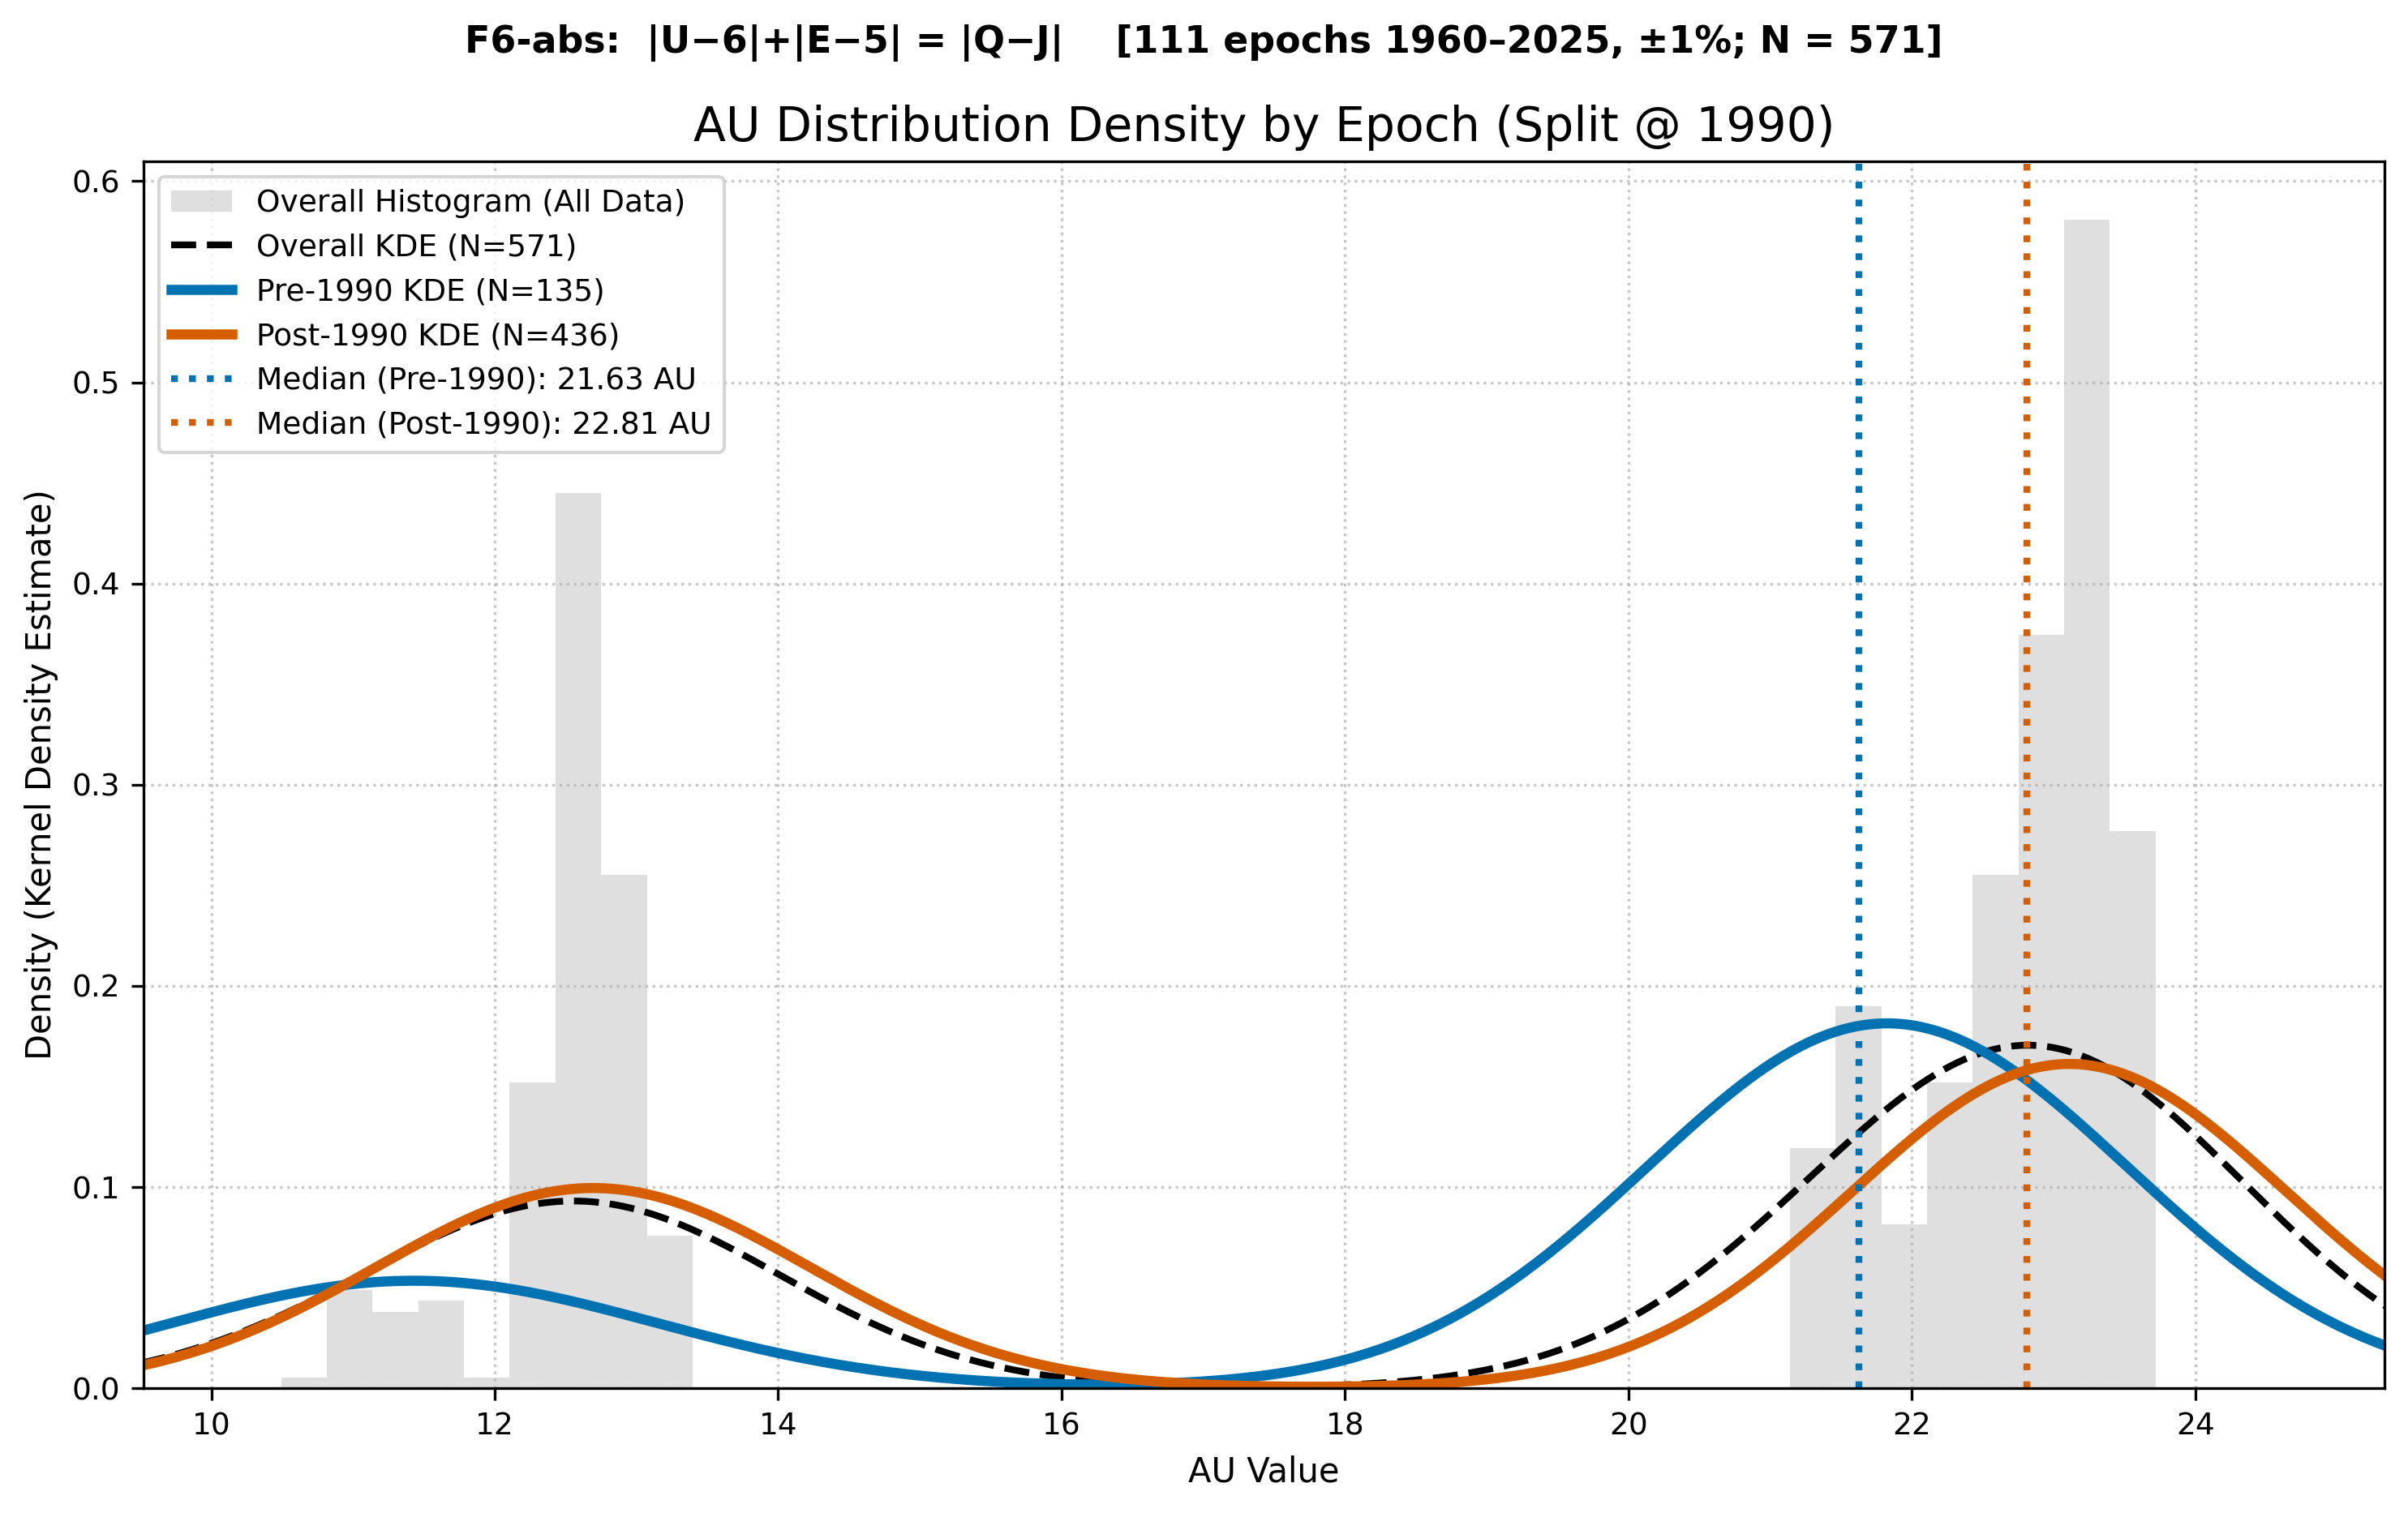 F6-abs:  |U−6|+|E−5| = |Q−J|    [111 epochs 1960–2025, ±1%; N = 571]
AU Distribution Density by Epoch (Split @ 1990)
Overall Histogram (All Data)
Overall KDE (N=571)
Pre-1990 KDE (N=135)
Post-1990 KDE (N=436)
Median (Pre-1990): 21.63 AU
Median (Post-1990): 22.81 AU
Density (Kernel Density Estimate)
0.6
0.5
0.4
0.3
0.2
0.1
0.0
10 12 14 16 18 20 22 24
AU Value